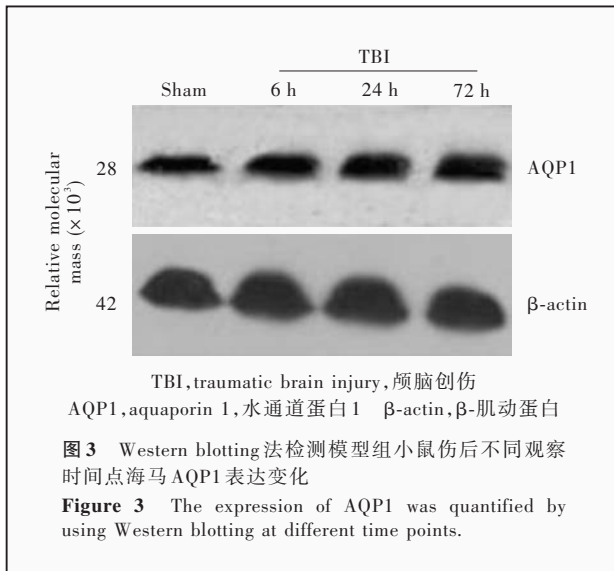 TBI
Sham 6 h 24 h 72 h
Relative molecular
mass (×10³)
28 AQP1
42 β-actin
TBI,traumatic brain injury,颅脑创伤
AQP1,aquaporin 1,水通道蛋白1 β-actin,β-肌动蛋白
图3 Western blotting法检测模型组小鼠伤后不同观察
时间点海马AQP1表达变化
Figure 3 The expression of AQP1 was quantified by
using Western blotting at different time points.